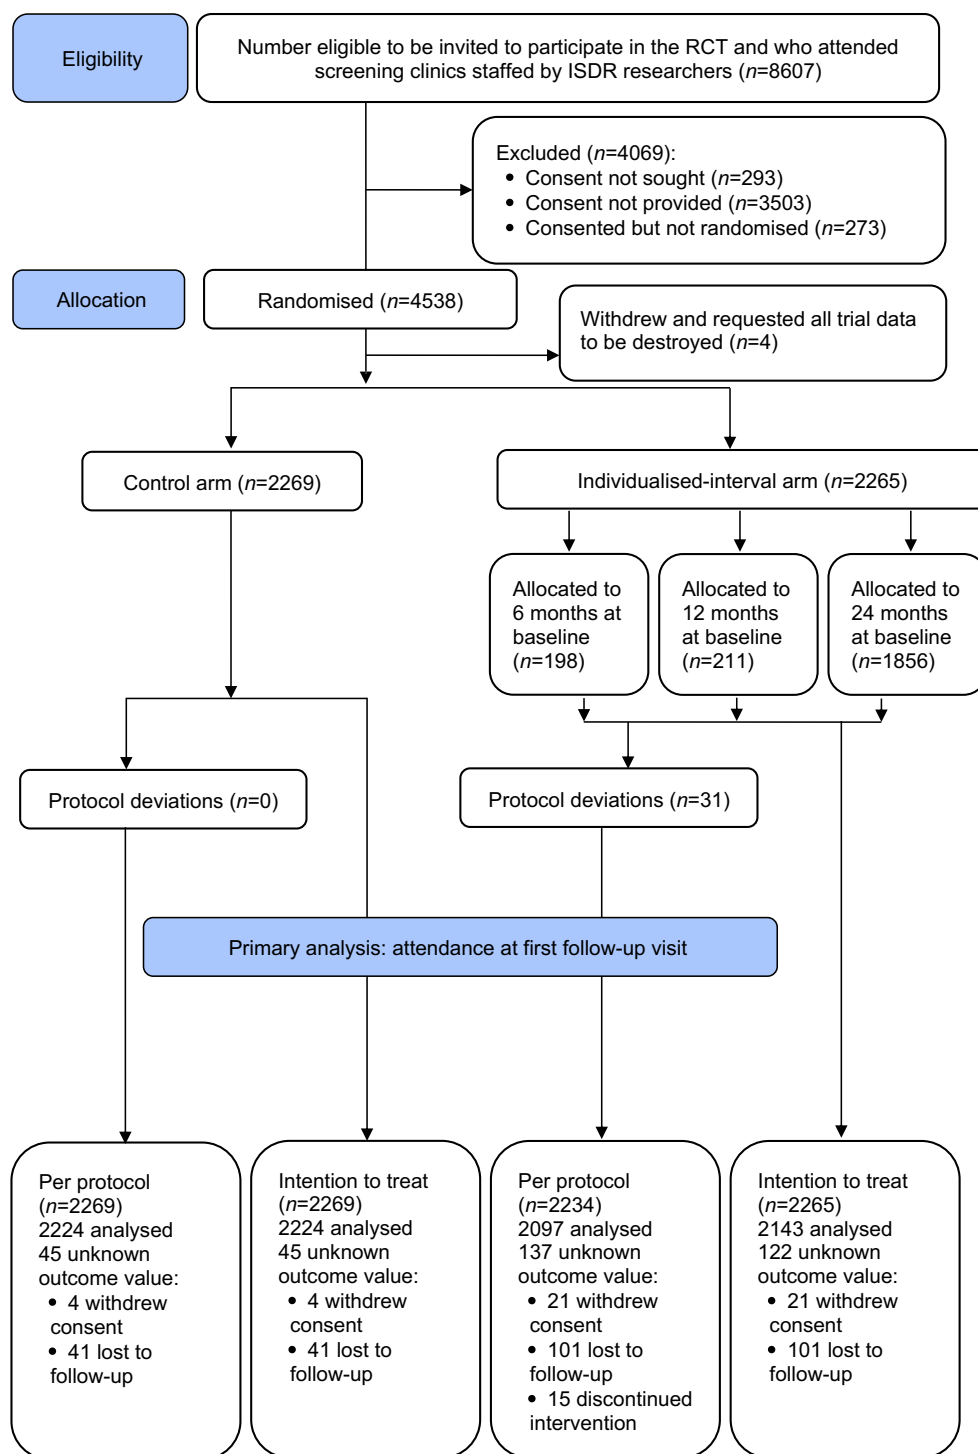 Eligibility
Number eligible to be invited to participate in the RCT and who attended
screening clinics staffed by ISDR researchers (n=8607)
Excluded (n=4069):
• Consent not sought (n=293)
• Consent not provided (n=3503)
• Consented but not randomised (n=273)
Allocation
Randomised (n=4538)
Withdrew and requested all trial data
to be destroyed (n=4)
Control arm (n=2269)
Individualised-interval arm (n=2265)
Allocated to
6 months at
baseline
(n=198)
Allocated to
12 months
at baseline
(n=211)
Allocated to
24 months
at baseline
(n=1856)
Protocol deviations (n=0)
Protocol deviations (n=31)
Primary analysis: attendance at first follow-up visit
Per protocol
(n=2269)
2224 analysed
45 unknown
outcome value:
• 4 withdrew
consent
• 41 lost to
follow-up
Intention to treat
(n=2269)
2224 analysed
45 unknown
outcome value:
• 4 withdrew
consent
• 41 lost to
follow-up
Per protocol
(n=2234)
2097 analysed
137 unknown
outcome value:
• 21 withdrew
consent
• 101 lost to
follow-up
• 15 discontinued
intervention
Intention to treat
(n=2265)
2143 analysed
122 unknown
outcome value:
• 21 withdrew
consent
• 101 lost to
follow-up